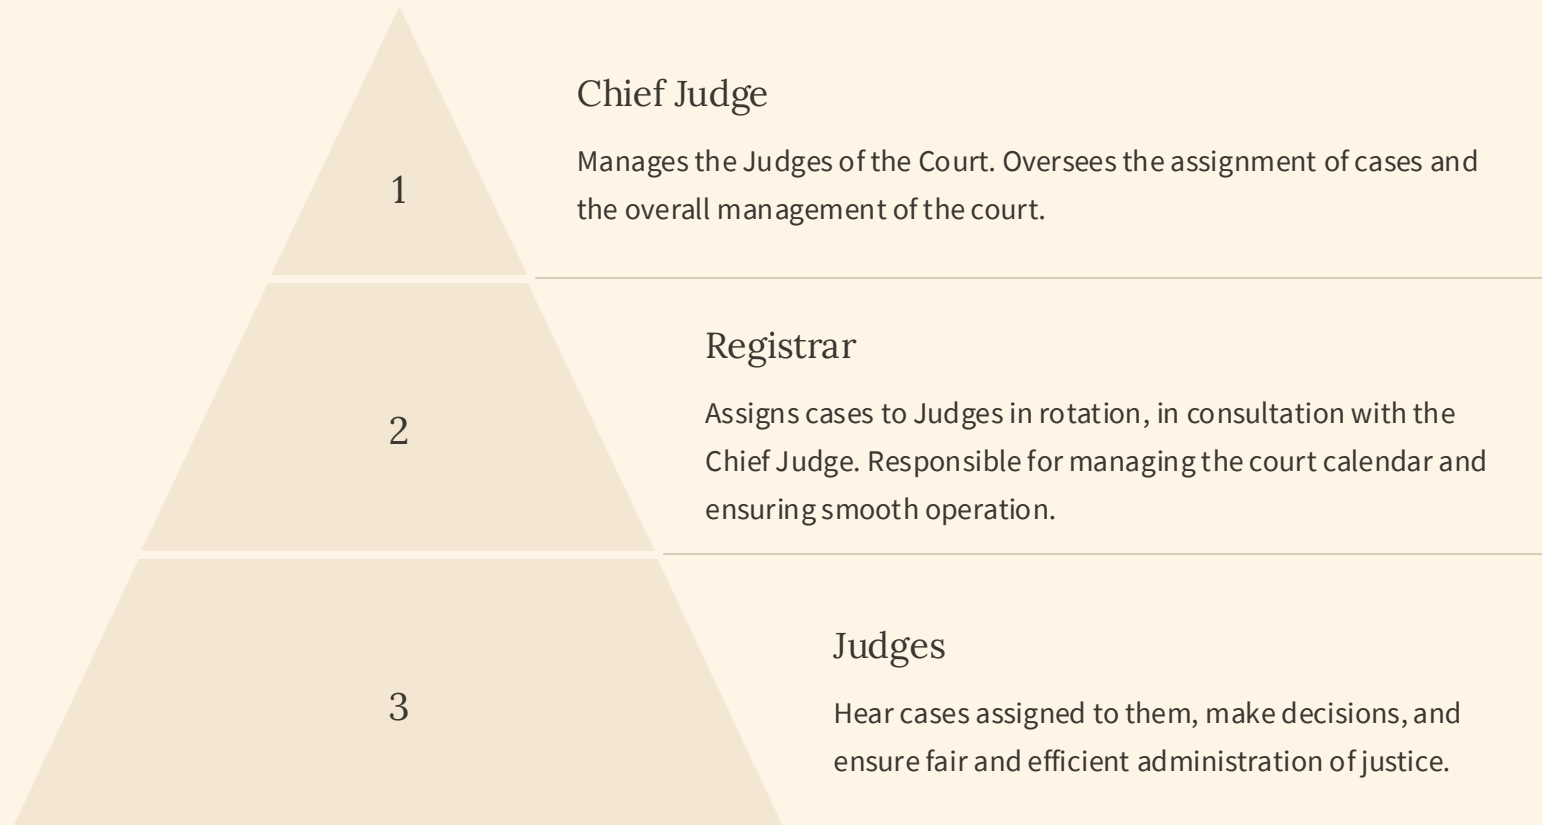 1
Chief Judge
Manages the Judges of the Court. Oversees the assignment of cases and
the overall management of the court.
2
Registrar
Assigns cases to Judges in rotation, in consultation with the
Chief Judge. Responsible for managing the court calendar and
ensuring smooth operation.
3
Judges
Hear cases assigned to them, make decisions, and
ensure fair and efficient administration of justice.